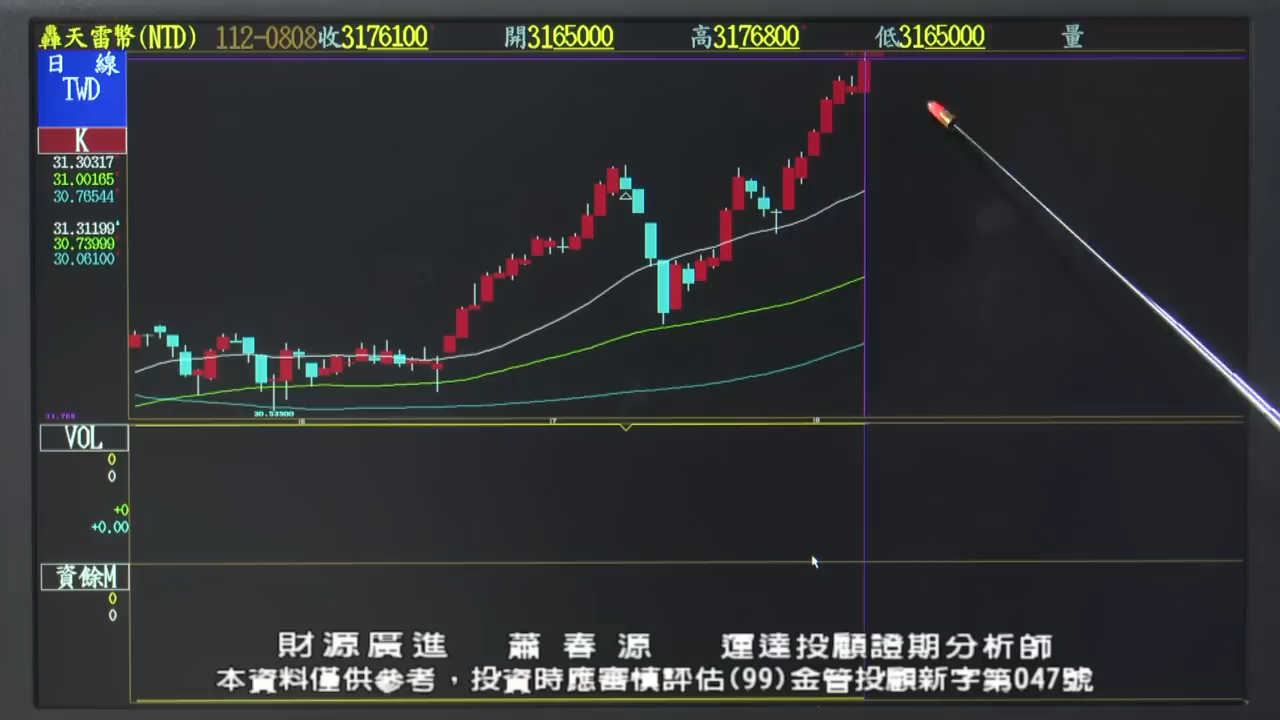 轟天雷幣(NTD) 112-0808收3176100 開3165000 高3176800 低3165000 量
日 線
TWD
K
31.30317
31.00165
30.76544
31.31199
30.73999
30.06100
30.53900
6
17
18
VOL
0
0
+0
+0.00
資餘M
0
0
財源廣進 蕭春源 運達投顧證期分析師
本資料僅供參考，投資時應審慎評估(99)金管投顧新字第047號